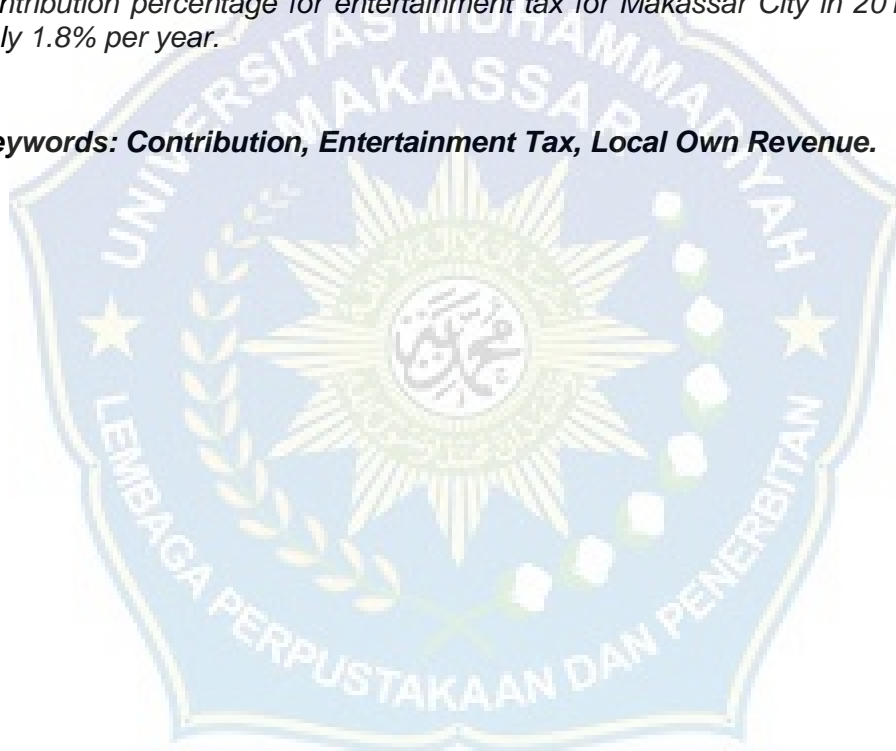 ntribution percentage for entertainment tax for Makassar City in 201
ly 1.8% per year.
eywords: Contribution, Entertainment Tax, Local Own Revenue.
UNIVERSITAS MUHAMMADIYAH
MAKASSAR
LEMBAGA PERPUSTAKAAN DAN PENERBITAN